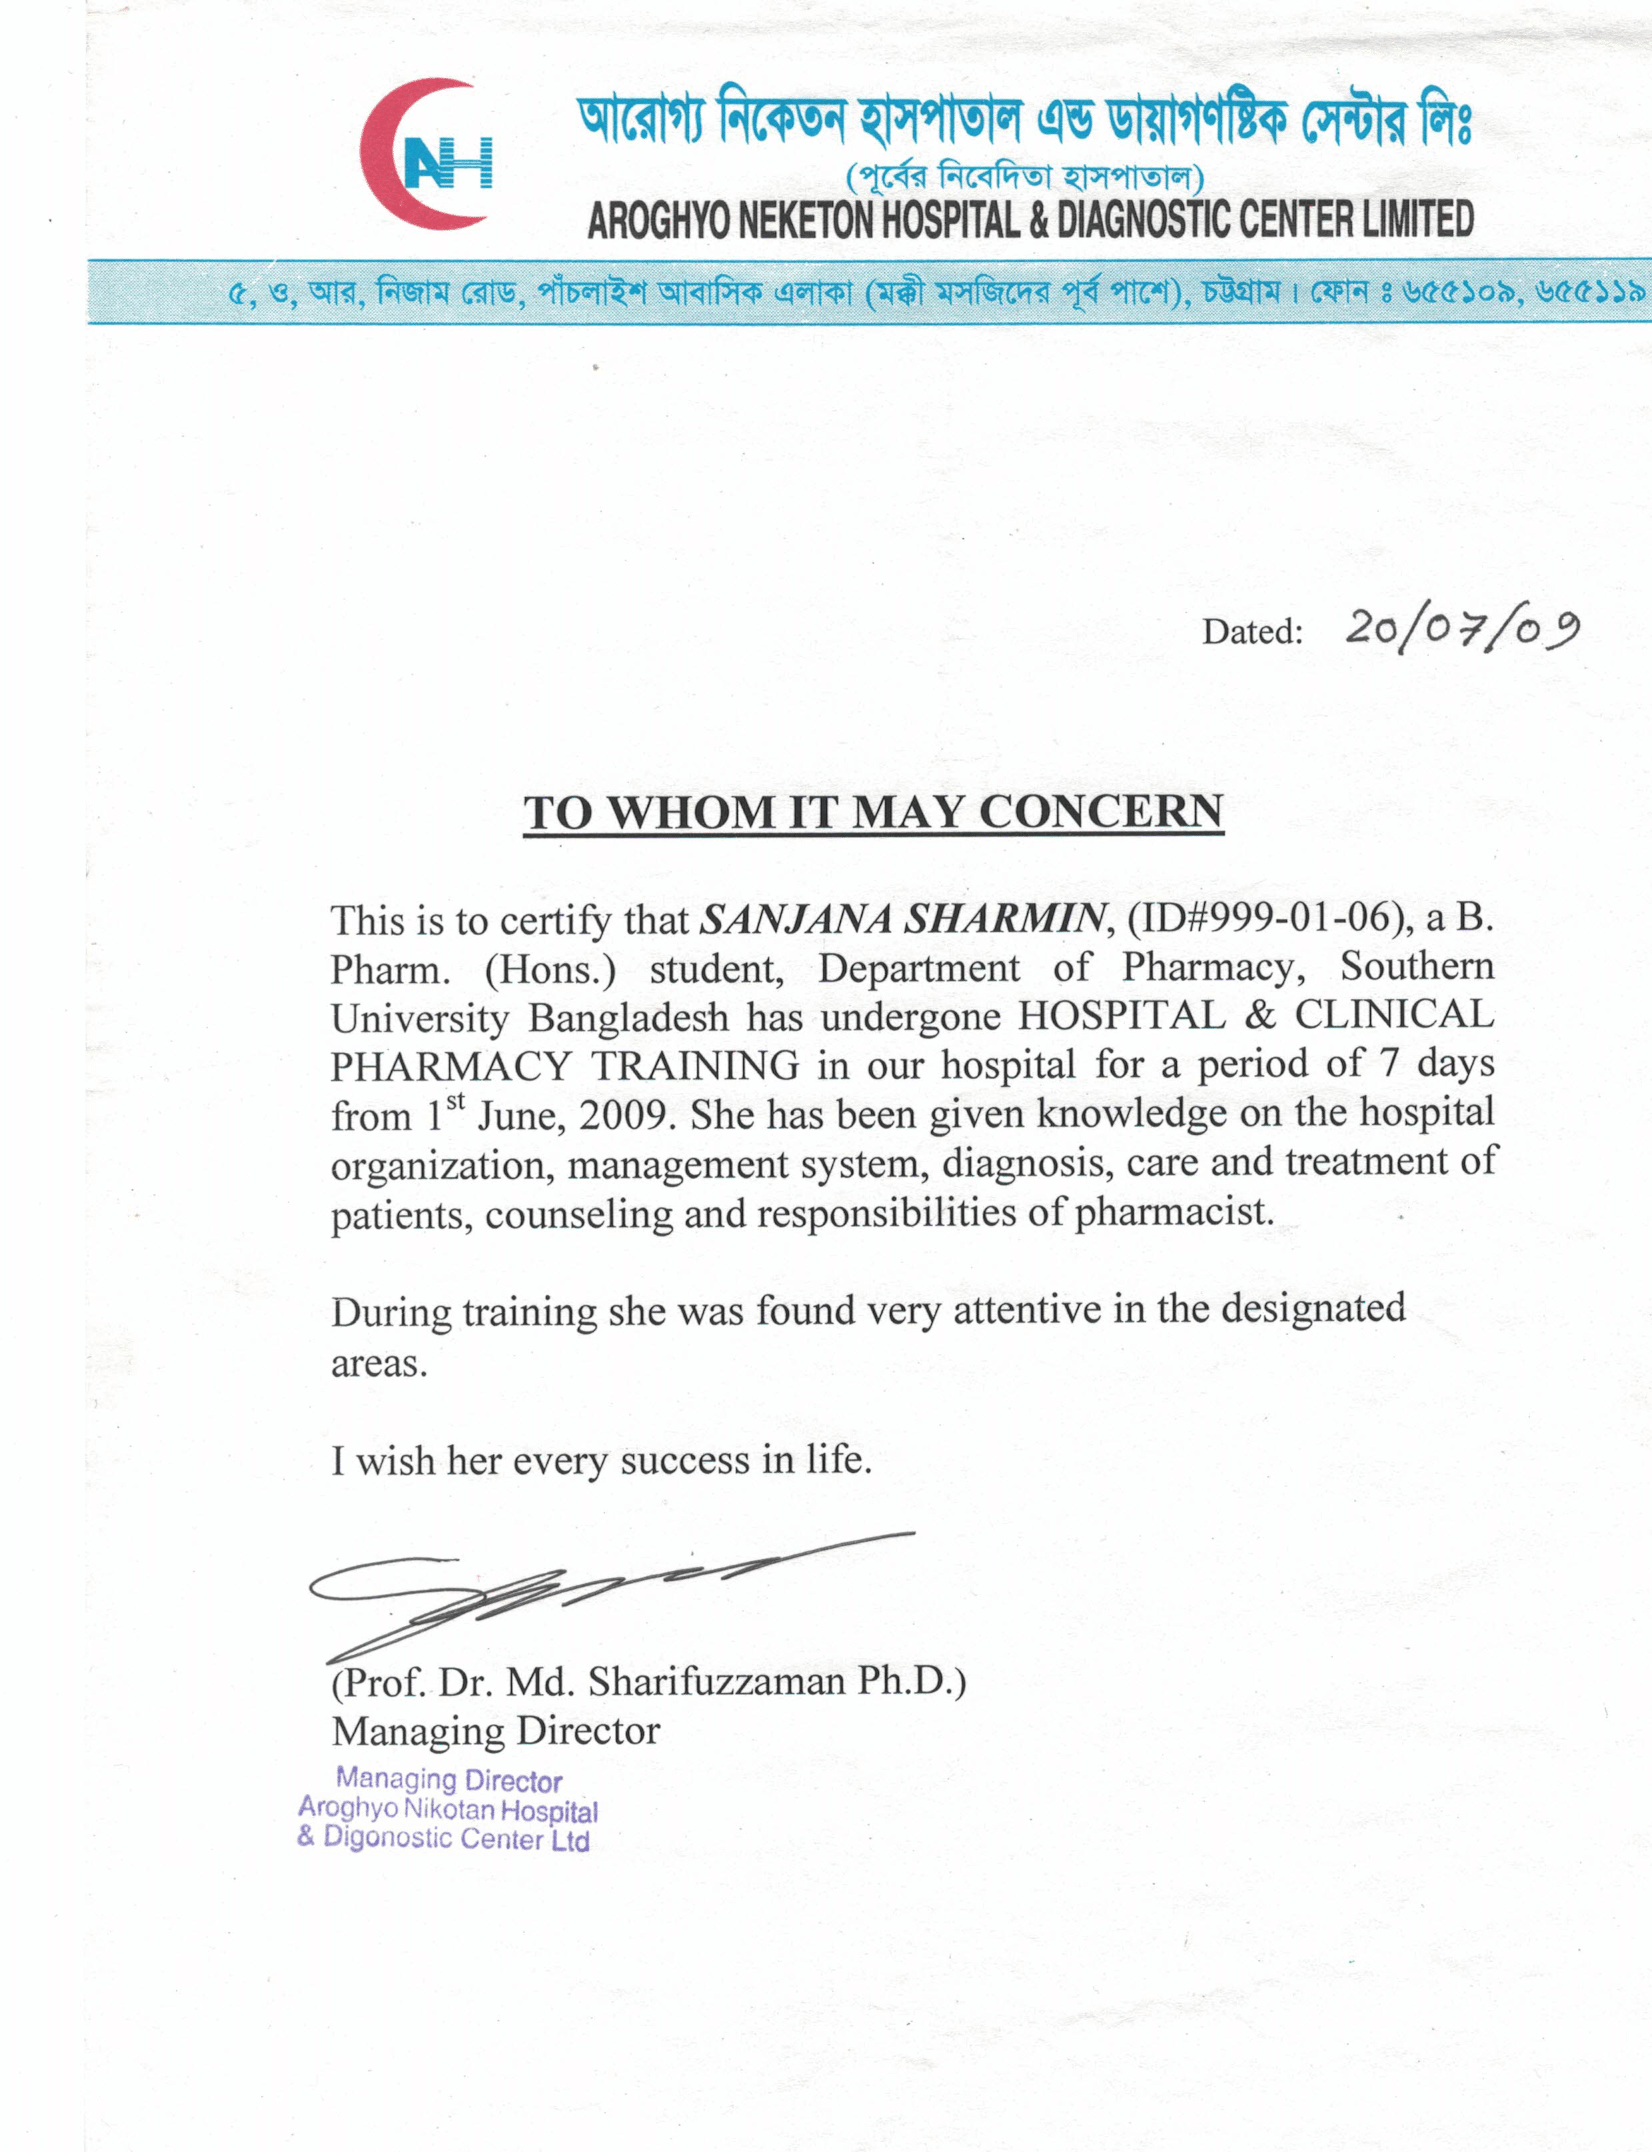 ANH
আরোগ্য নিকেতন হাসপাতাল এন্ড ডায়াগণষ্টিক সেন্টার লিঃ
(পূর্বের নিবেদিতা হাসপাতাল)
AROGHYO NEKETON HOSPITAL & DIAGNOSTIC CENTER LIMITED
৫, ও, আর, নিজাম রোড, পাঁচলাইশ আবাসিক এলাকা (মক্কী মসজিদের পূর্ব পাশে), চট্টগ্রাম। ফোন ঃ ৬৫৫১০৯, ৬৫৫১১৯
Dated: 20/07/09
TO WHOM IT MAY CONCERN
This is to certify that SANJANA SHARMIN, (ID#999-01-06), a B.
Pharm. (Hons.) student, Department of Pharmacy, Southern
University Bangladesh has undergone HOSPITAL & CLINICAL
PHARMACY TRAINING in our hospital for a period of 7 days
from 1st June, 2009. She has been given knowledge on the hospital
organization, management system, diagnosis, care and treatment of
patients, counseling and responsibilities of pharmacist.
During training she was found very attentive in the designated
areas.
I wish her every success in life.
(Prof. Dr. Md. Sharifuzzaman Ph.D.)
Managing Director
Managing Director
Aroghyo Nikotan Hospital
& Digonostic Center Ltd